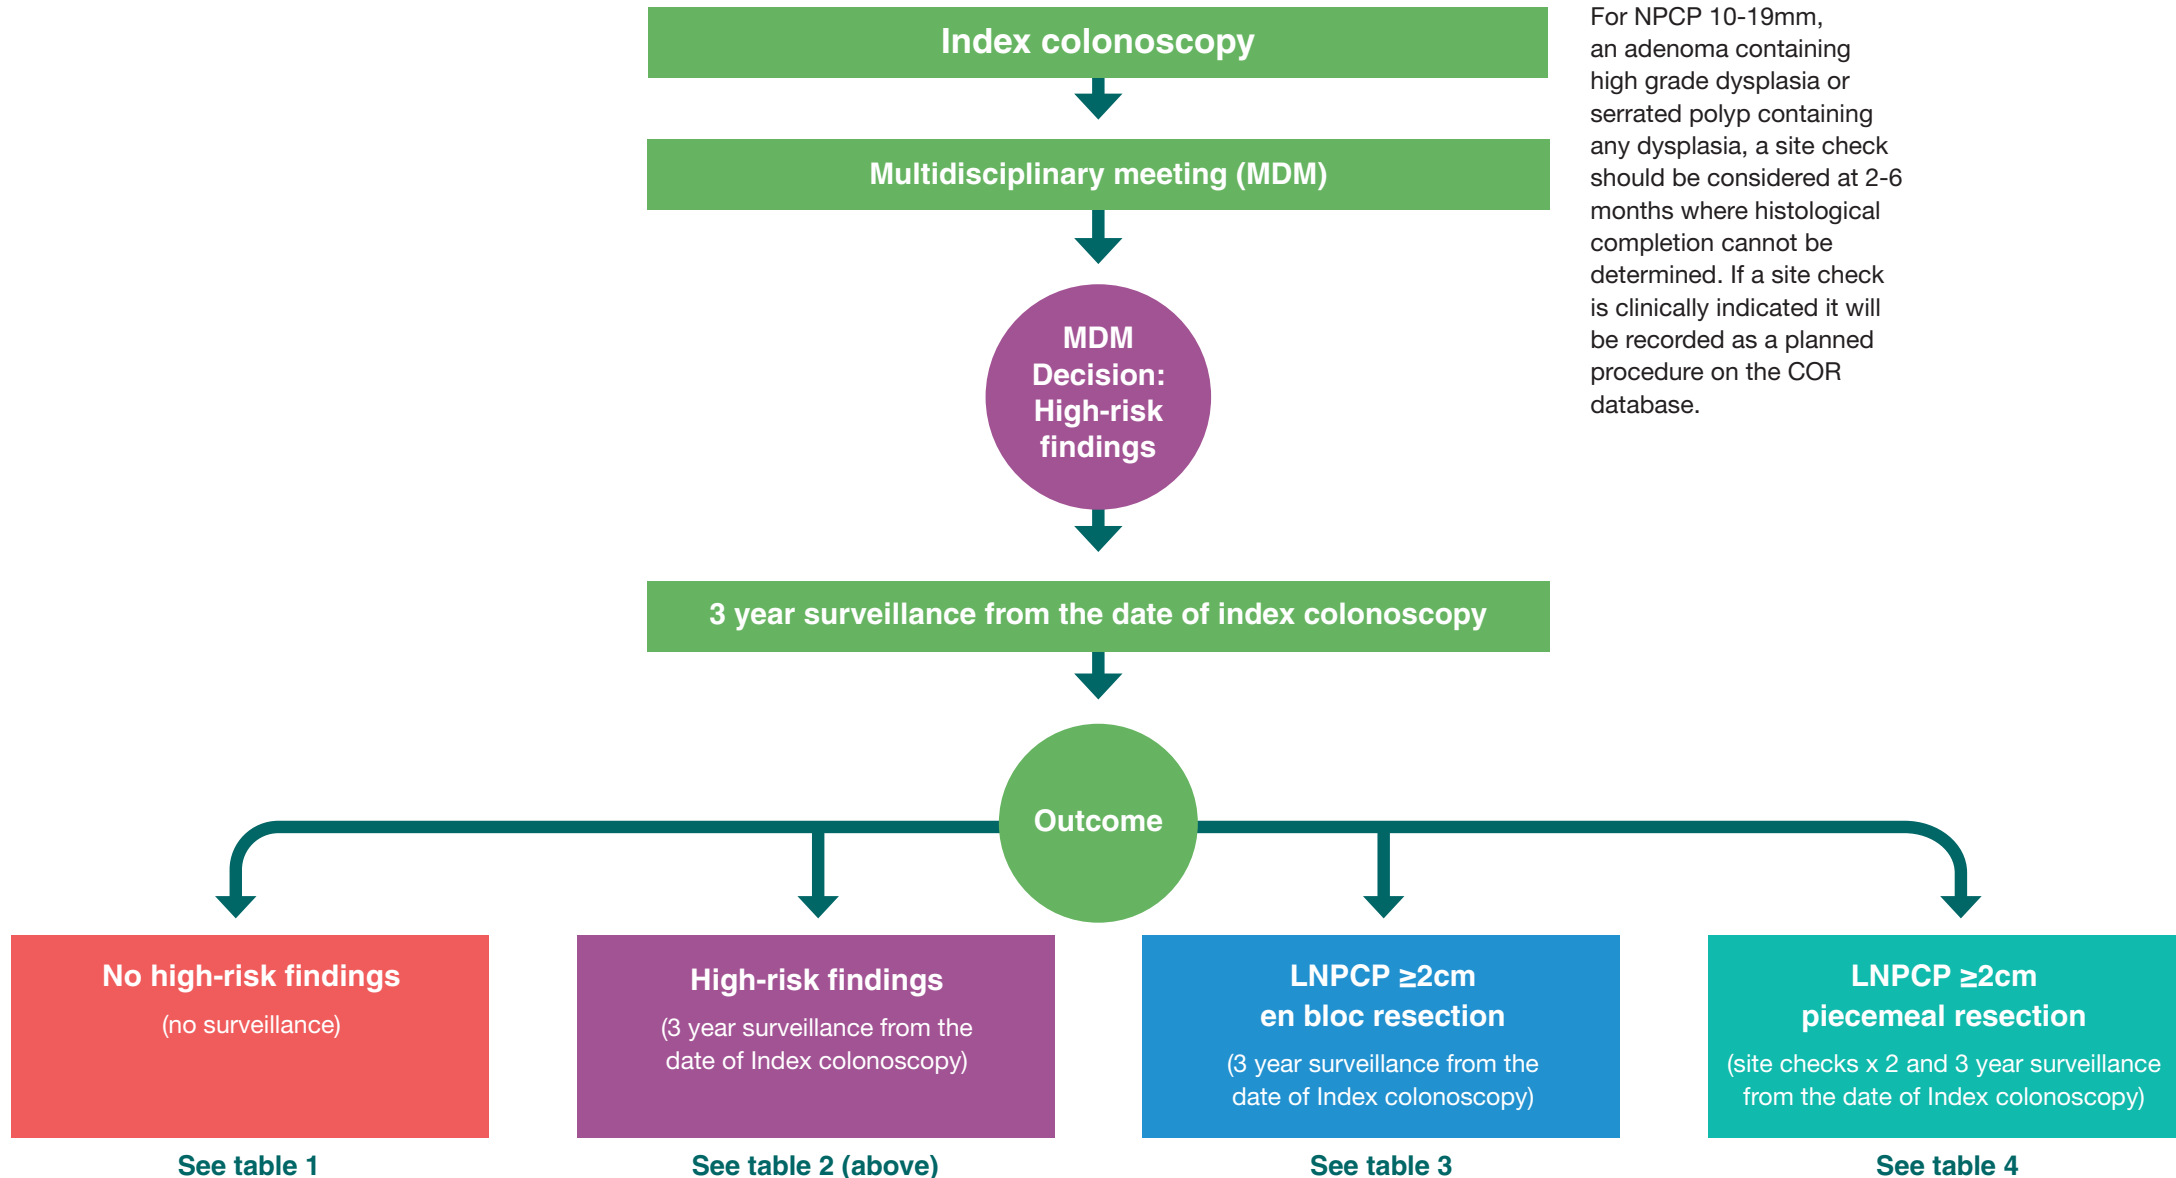 Index colonoscopy
Multidisciplinary meeting (MDM)
MDM
Decision:
High-risk
findings
3 year surveillance from the date of index colonoscopy
Outcome
No high-risk findings
(no surveillance)
See table 1
High-risk findings
(3 year surveillance from the
date of Index colonoscopy)
See table 2 (above)
LNPCP ≥2cm
en bloc resection
(3 year surveillance from the
date of Index colonoscopy)
See table 3
LNPCP ≥2cm
piecemeal resection
(site checks x 2 and 3 year surveillance
from the date of Index colonoscopy)
See table 4
For NPCP 10-19mm,
an adenoma containing
high grade dysplasia or
serrated polyp containing
any dysplasia, a site check
should be considered at 2-6
months where histological
completion cannot be
determined. If a site check
is clinically indicated it will
be recorded as a planned
procedure on the COR
database.